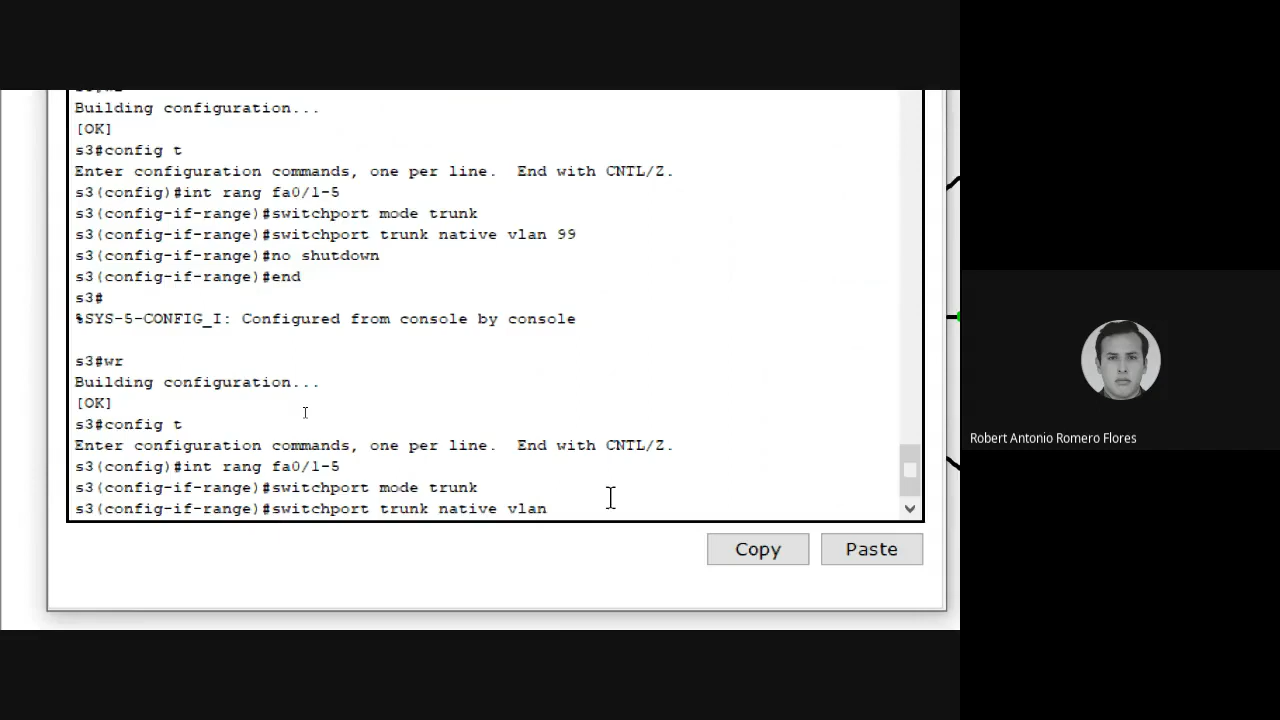 Building configuration...
[OK]
s3#config t
Enter configuration commands, one per line.  End with CNTL/Z.
s3(config)#int rang fa0/1-5
s3(config-if-range)#switchport mode trunk
s3(config-if-range)#switchport trunk native vlan 99
s3(config-if-range)#no shutdown
s3(config-if-range)#end
s3#
%SYS-5-CONFIG_I: Configured from console by console
s3#wr
Building configuration...
[OK]
s3#config t
Enter configuration commands, one per line.  End with CNTL/Z.
s3(config)#int rang fa0/1-5
s3(config-if-range)#switchport mode trunk
s3(config-if-range)#switchport trunk native vlan
Copy
Paste
Robert Antonio Romero Flores